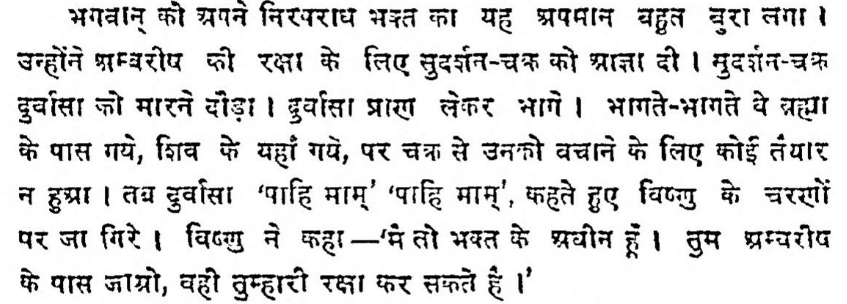 भगवान् को अपने निरपराध भक्त का यह अपमान बहुत बुरा लगा ।
उन्होंने अम्बरीष की रक्षा के लिए सुदर्शन-चक्र को आज्ञा दी । सुदर्शन-चक्र
दुर्वासा को मारने दौड़ा । दुर्वासा प्राण लेकर भागे । भागते-भागते वे ब्रह्मा
के पास गये, शिव के यहां गये, पर चक्र से उनको बचाने के लिए कोई तैयार
न हुआ । तब दुर्वासा ‘पाहि माम्’ ‘पाहि माम्’, कहते हुए विष्णु के चरणों
पर जा गिरे । विष्णु ने कहा—‘मैं तो भक्त के अधीन हूँ । तुम अम्बरीष
के पास जाओ, वही तुम्हारी रक्षा कर सकते हैं ।’